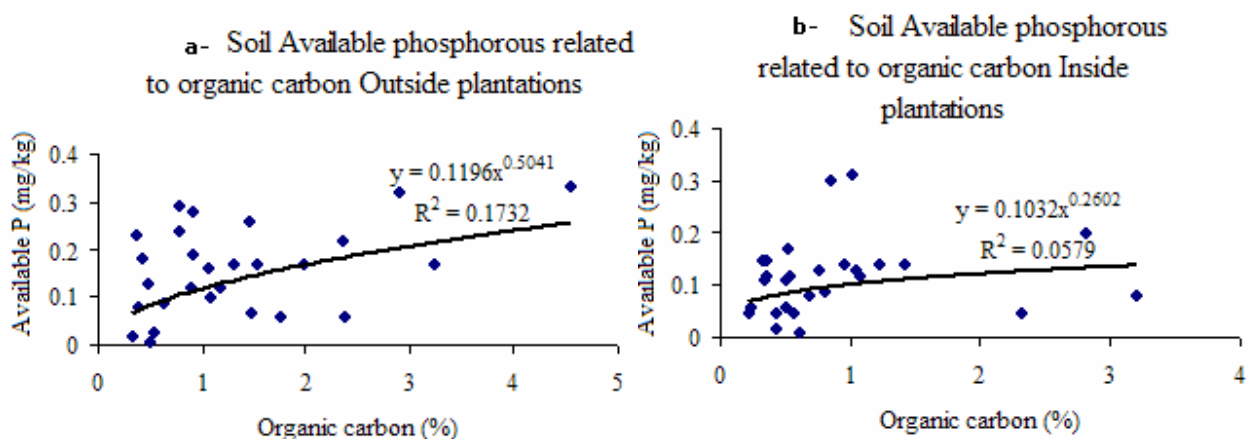 a- Soil Available phosphorous related
to organic carbon Outside plantations
Available P (mg/kg)
0.4
0.3
0.2
0.1
0
y = 0.1196x^0.5041
R² = 0.1732
0 1 2 3 4 5
Organic carbon (%)
b- Soil Available phosphorous
related to organic carbon Inside
plantations
Available P (mg/kg)
0.4
0.3
0.2
0.1
0
y = 0.1032x^0.2602
R² = 0.0579
0 1 2 3 4
Organic carbon (%)